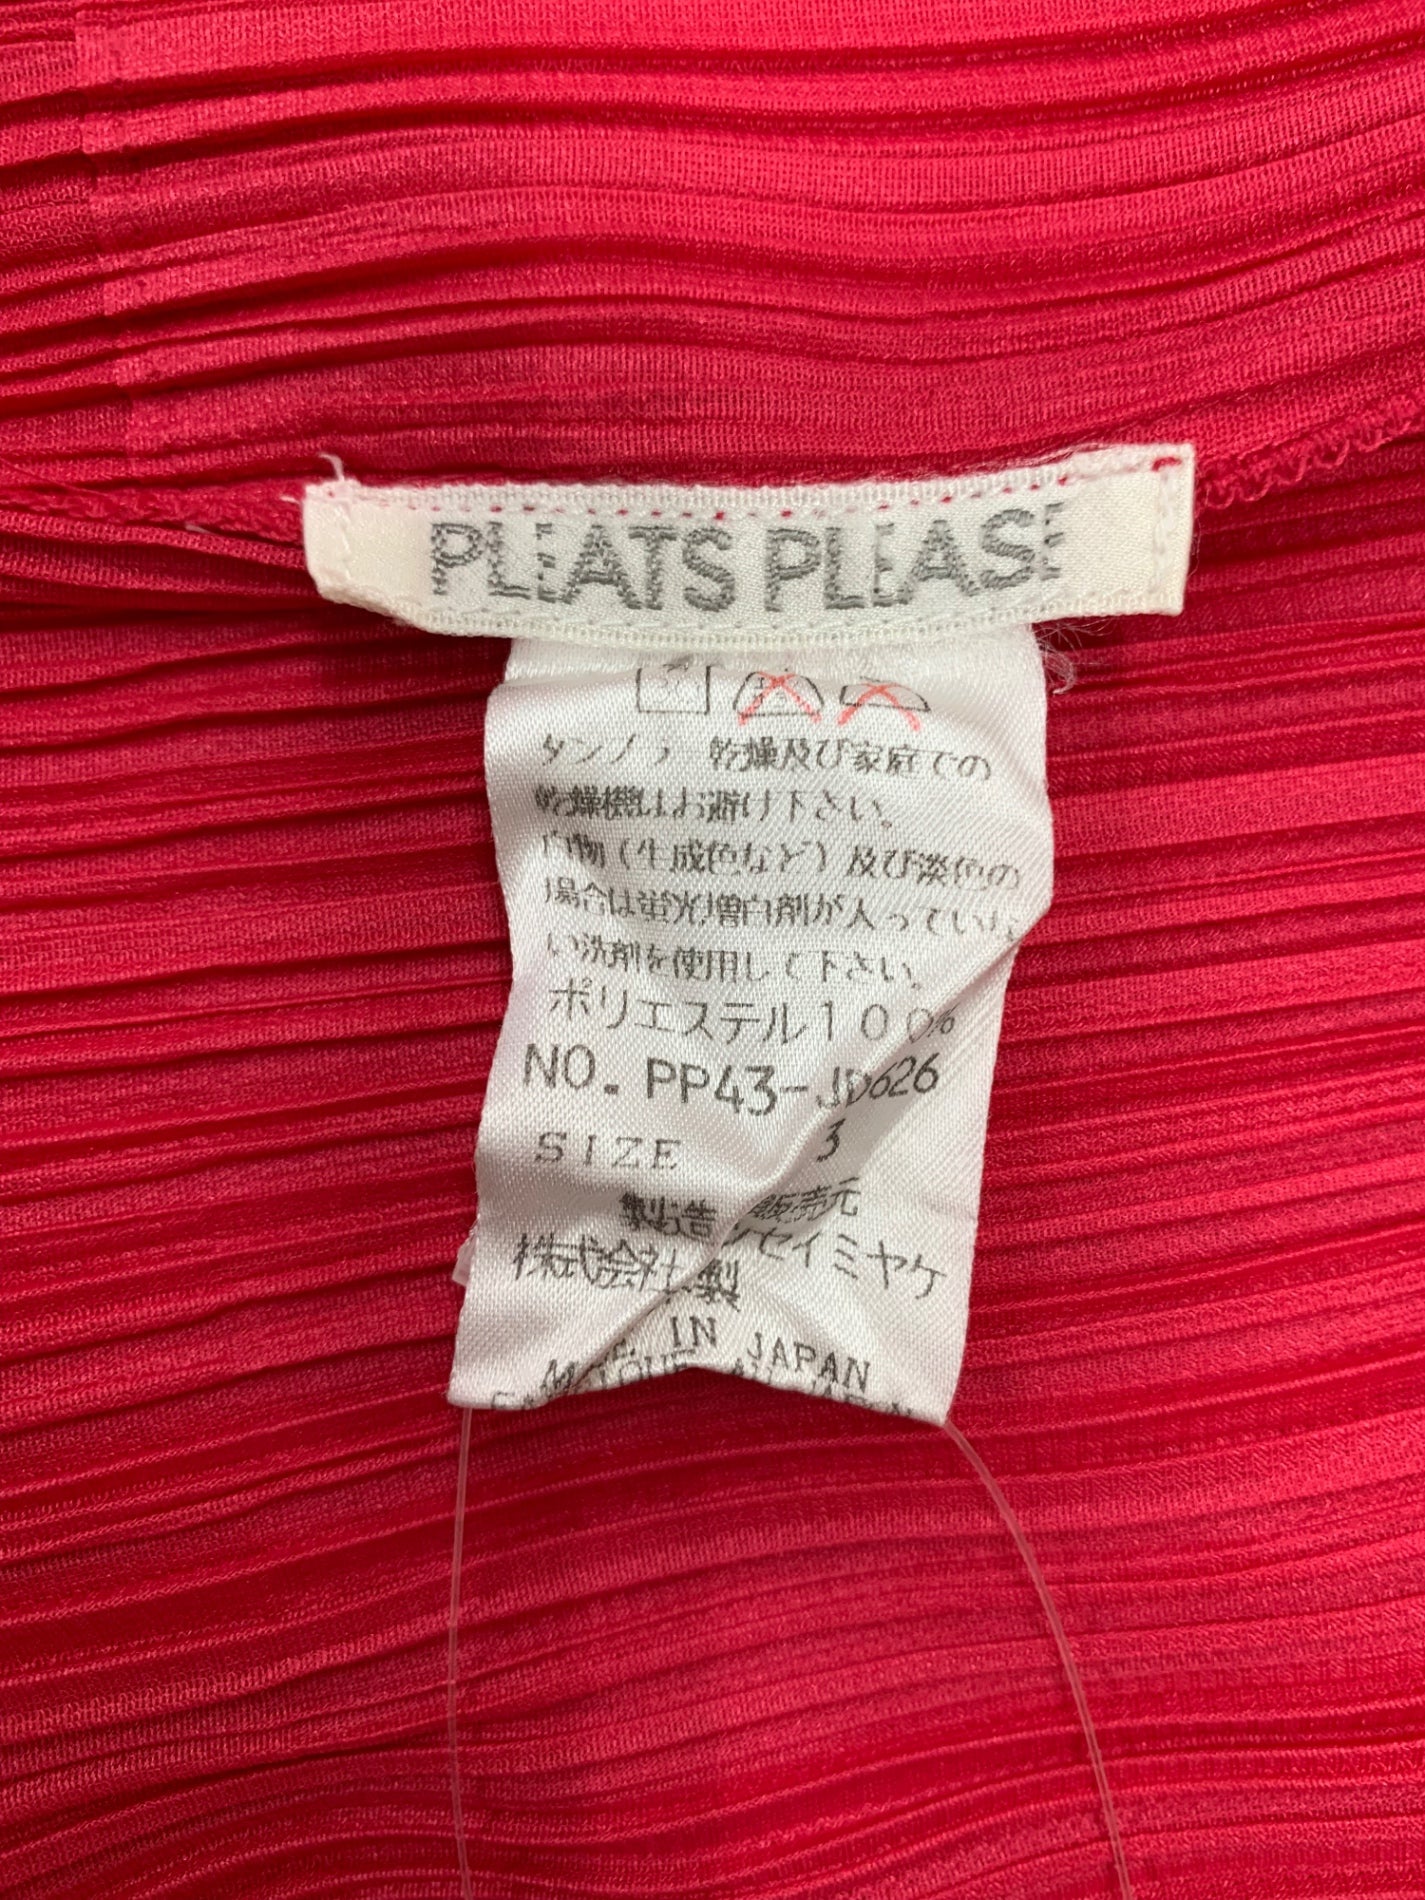 PLEATS PLEASE
タンブラー乾燥及び家庭での
乾燥機はお避け下さい。
白物(生成色など)及び淡色の
場合は蛍光増白剤が入っていな
い洗剤を使用して下さい。
ポリエステル100%
NO. PP43-JD626
SIZE 3
製造 販売元
株式会社 イッセイミヤケ
製
MADE IN JAPAN